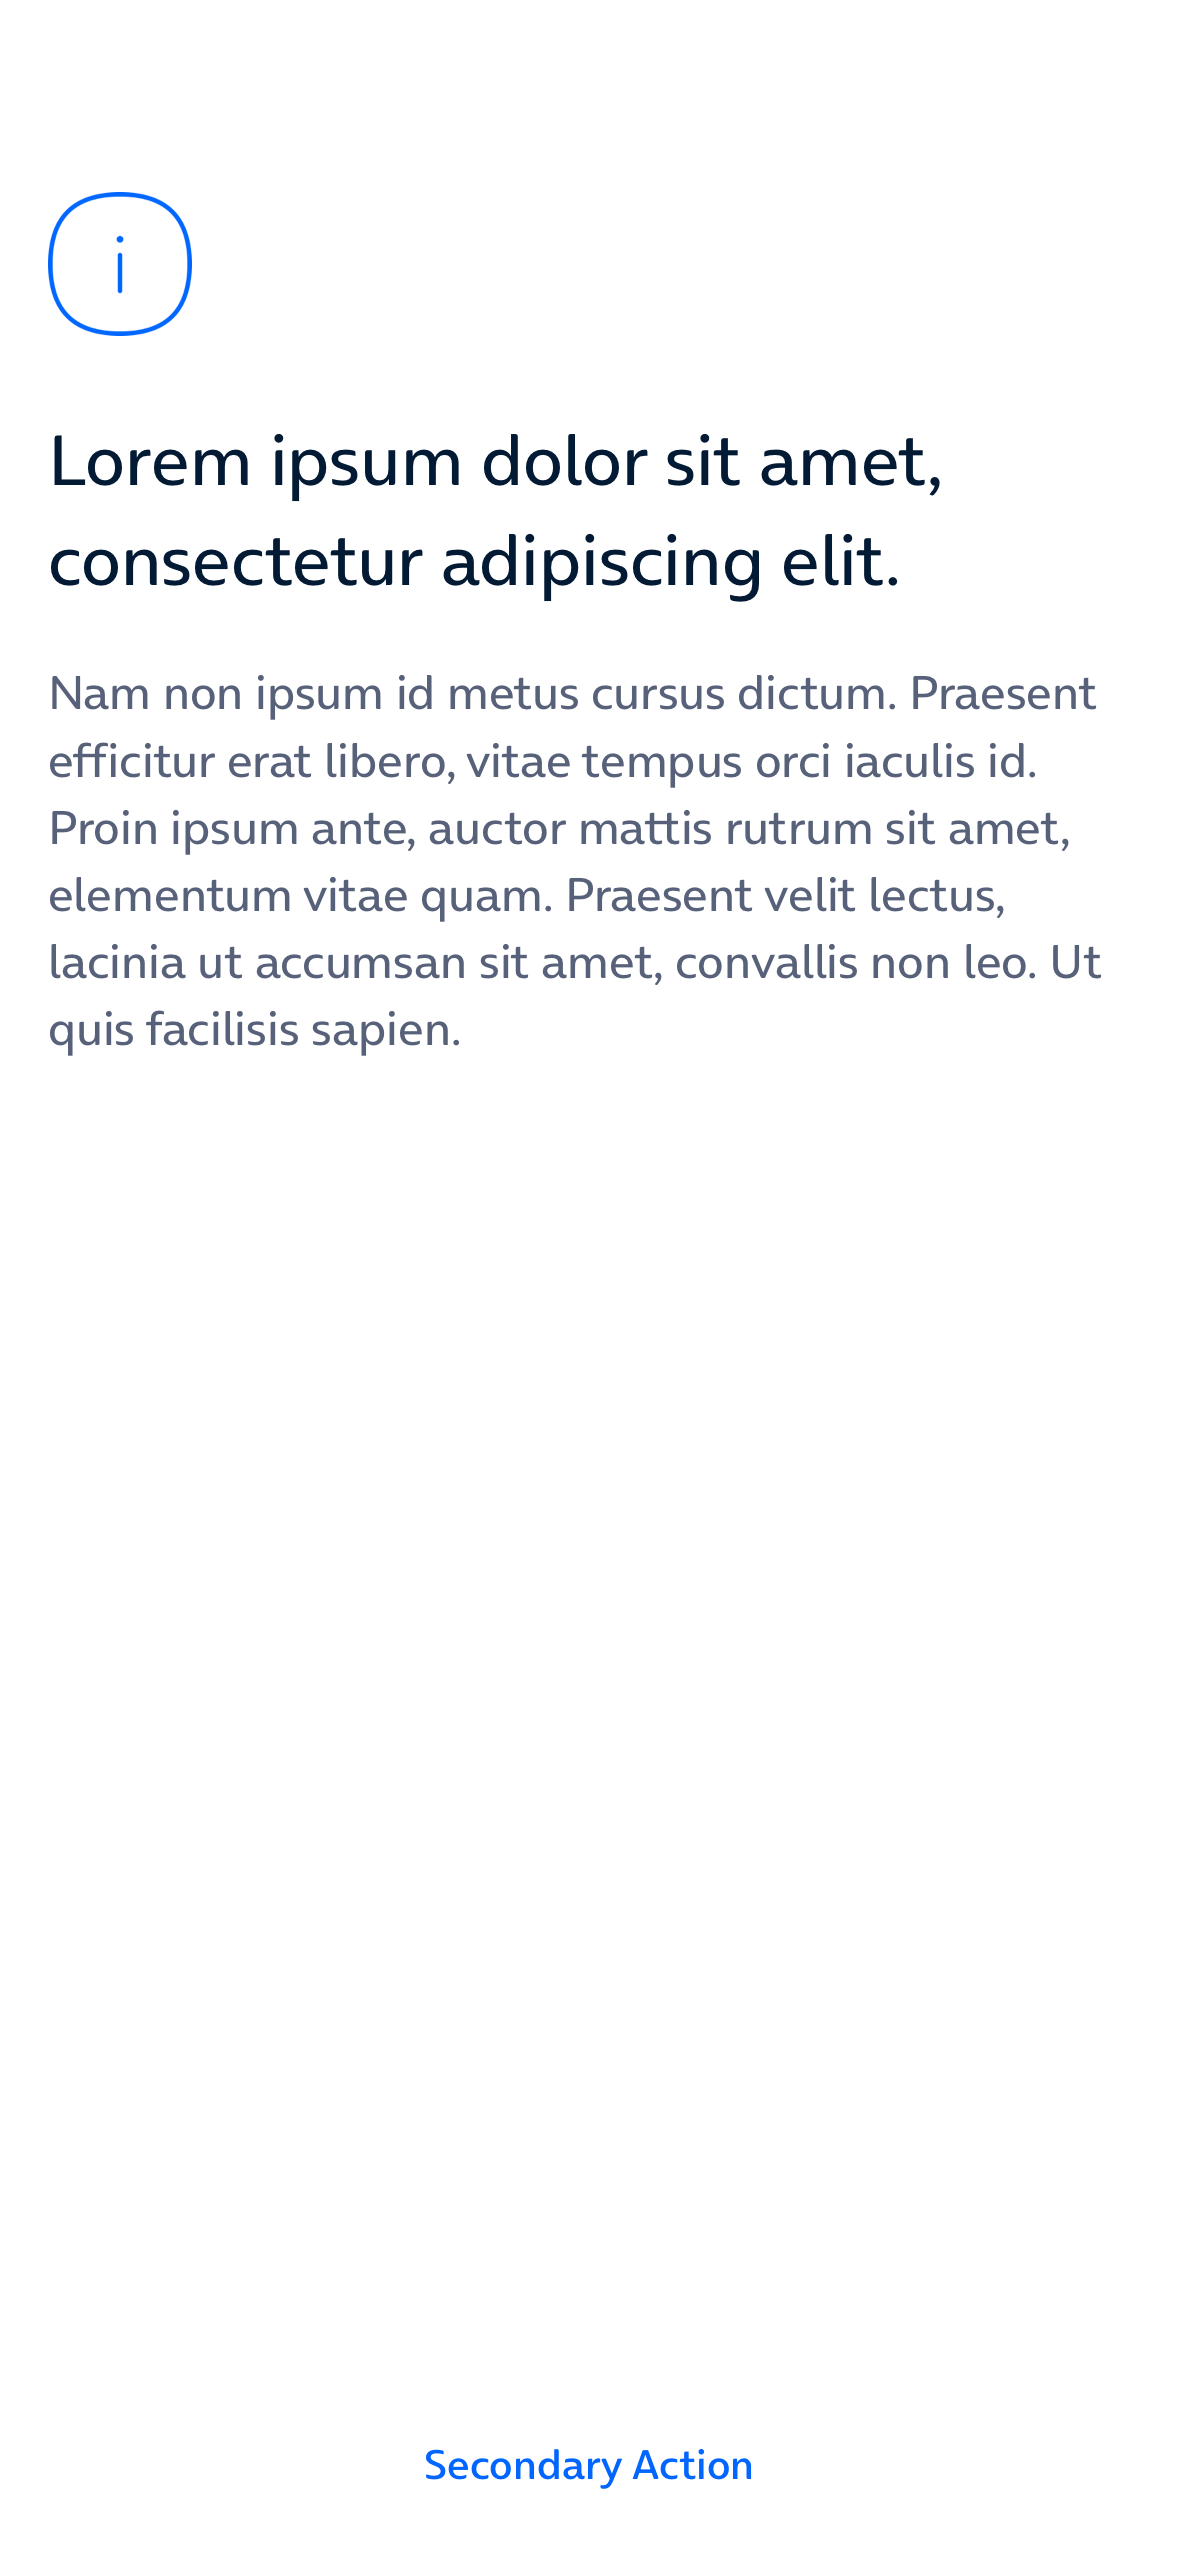 Lorem ipsum dolor sit amet,
consectetur adipiscing elit.
Nam non ipsum id metus cursus dictum. Praesent
efficitur erat libero, vitae tempus orci iaculis id.
Proin ipsum ante, auctor mattis rutrum sit amet,
elementum vitae quam. Praesent velit lectus,
lacinia ut accumsan sit amet, convallis non leo. Ut
quis facilisis sapien.
Secondary Action